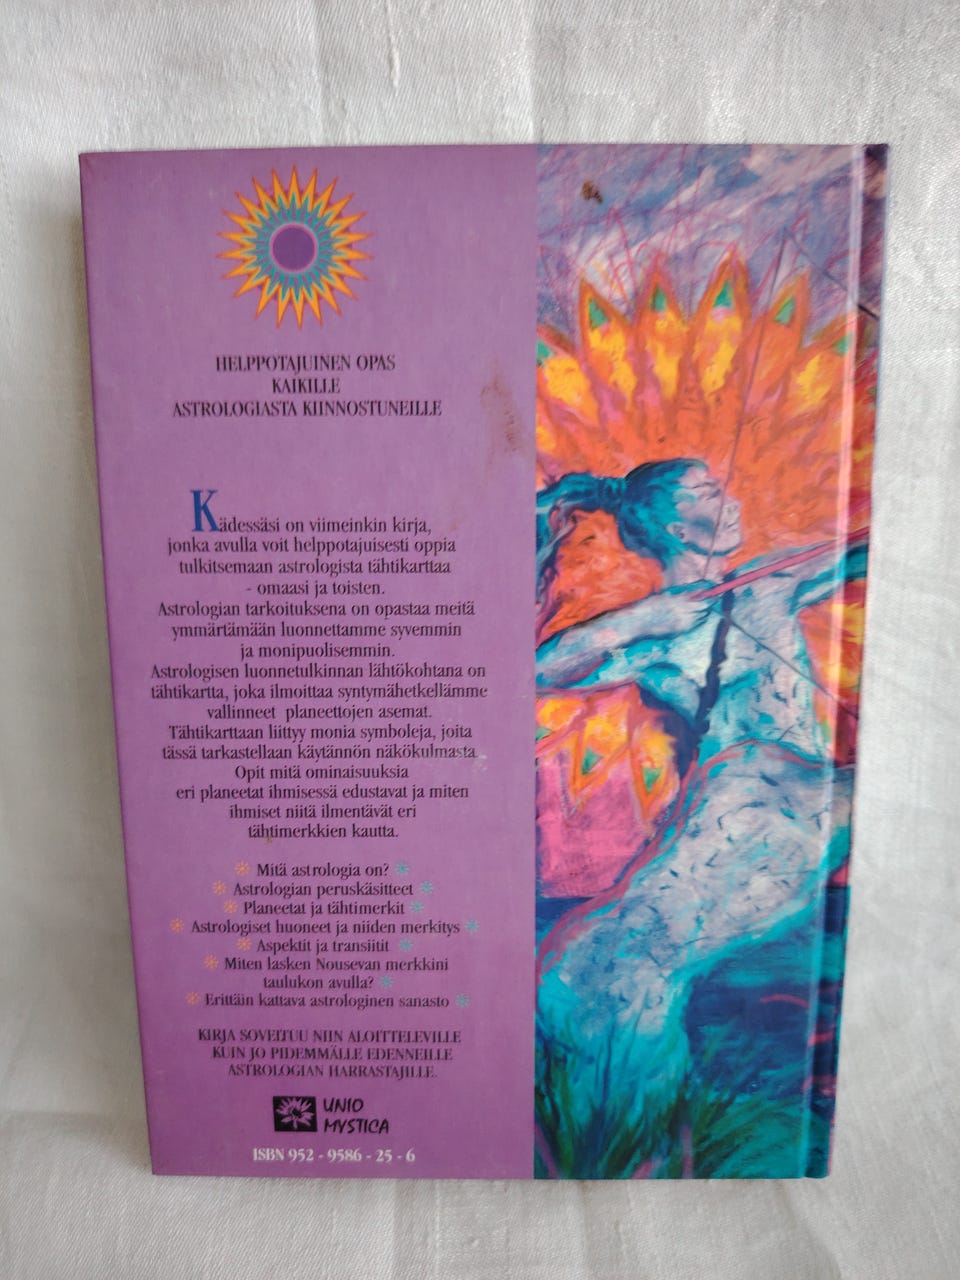 HELPPOTAJUINEN OPAS
KAIKILLE
ASTROLOGIASTA KIINNOSTUNEILLE
Kädessäsi on viimeinkin kirja,
jonka avulla voit helppotajuisesti oppia
tulkitsemaan astrologista tähtikarttaa
- omaasi ja toisten.
Astrologian tarkoituksena on opastaa meitä
ymmärtämään luonnettamme syvemmin
ja monipuolisemmin.
Astrologisen luonnetulkinnan lähtökohtana on
tähtikartta, joka ilmoittaa syntymähetkellämme
vallinneet planeettojen asemat.
Tähtikarttaan liittyy monia symboleja, joita
tässä tarkastellaan käytännön näkökulmasta.
Opit mitä ominaisuuksia
eri planeetat ihmisessä edustavat ja miten
ihmiset niitä ilmentävät eri
tähtimerkkien kautta.
Mitä astrologia on?
Astrologian peruskäsitteet
Planeetat ja tähtimerkit
Astrologiset huoneet ja niiden merkitys
Aspektit ja transiitit
Miten lasken Nousevan merkkini
taulukon avulla?
Erittäin kattava astrologinen sanasto
KIRJA SOVEITUU NIIN ALOITTELEVILLE
KUIN JO PIDEMMÄLLE EDENNEILLE
ASTROLOGIAN HARRASTAJILLE.
UNIO
MYSTICA
ISBN 952 - 9586 - 25 - 6